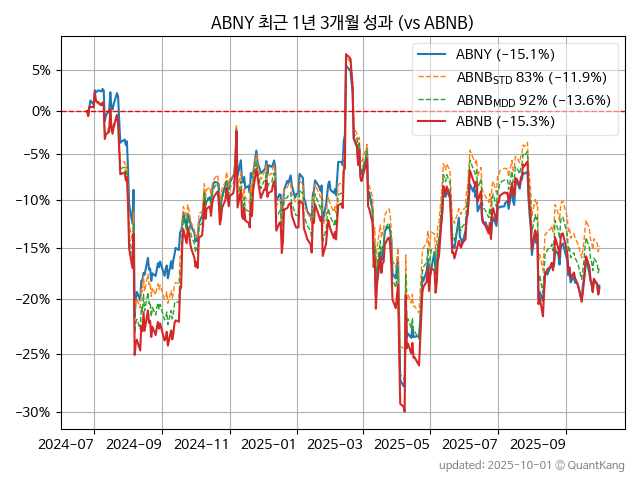 ABNY 최근 1년 3개월 성과 (vs ABNB)
ABNY (−15.1%)
ABNB_STD 83% (−11.9%)
ABNB_MDD 92% (−13.6%)
ABNB (−15.3%)
5%
0%
−5%
−10%
−15%
−20%
−25%
−30%
2024−07 2024−09 2024−11 2025−01 2025−03 2025−05 2025−07 2025−09
updated: 2025-10-01 © QuantKang